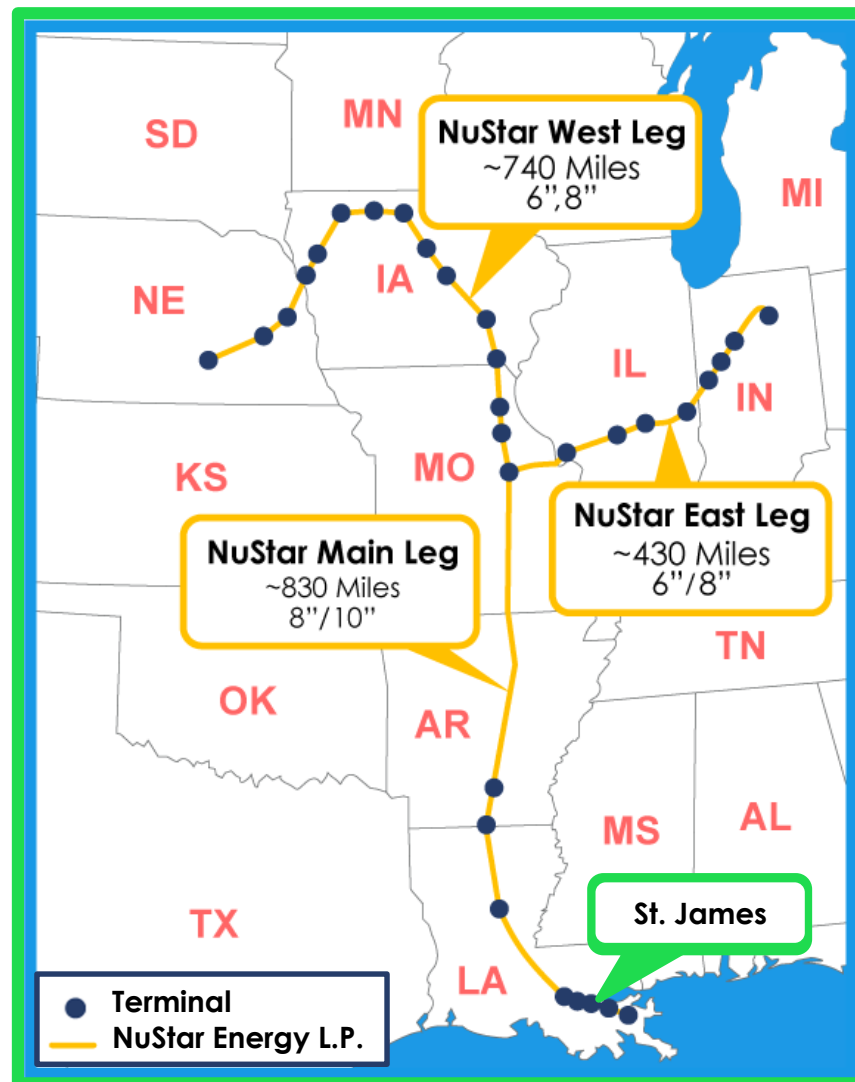 SD
MN
NuStar West Leg
~740 Miles
6”,8”
MI
NE
IA
IL
IN
KS
MO
NuStar Main Leg
~830 Miles
8”/10”
NuStar East Leg
~430 Miles
6”/8”
TN
OK
AR
MS
AL
TX
St. James
LA
Terminal
NuStar Energy L.P.